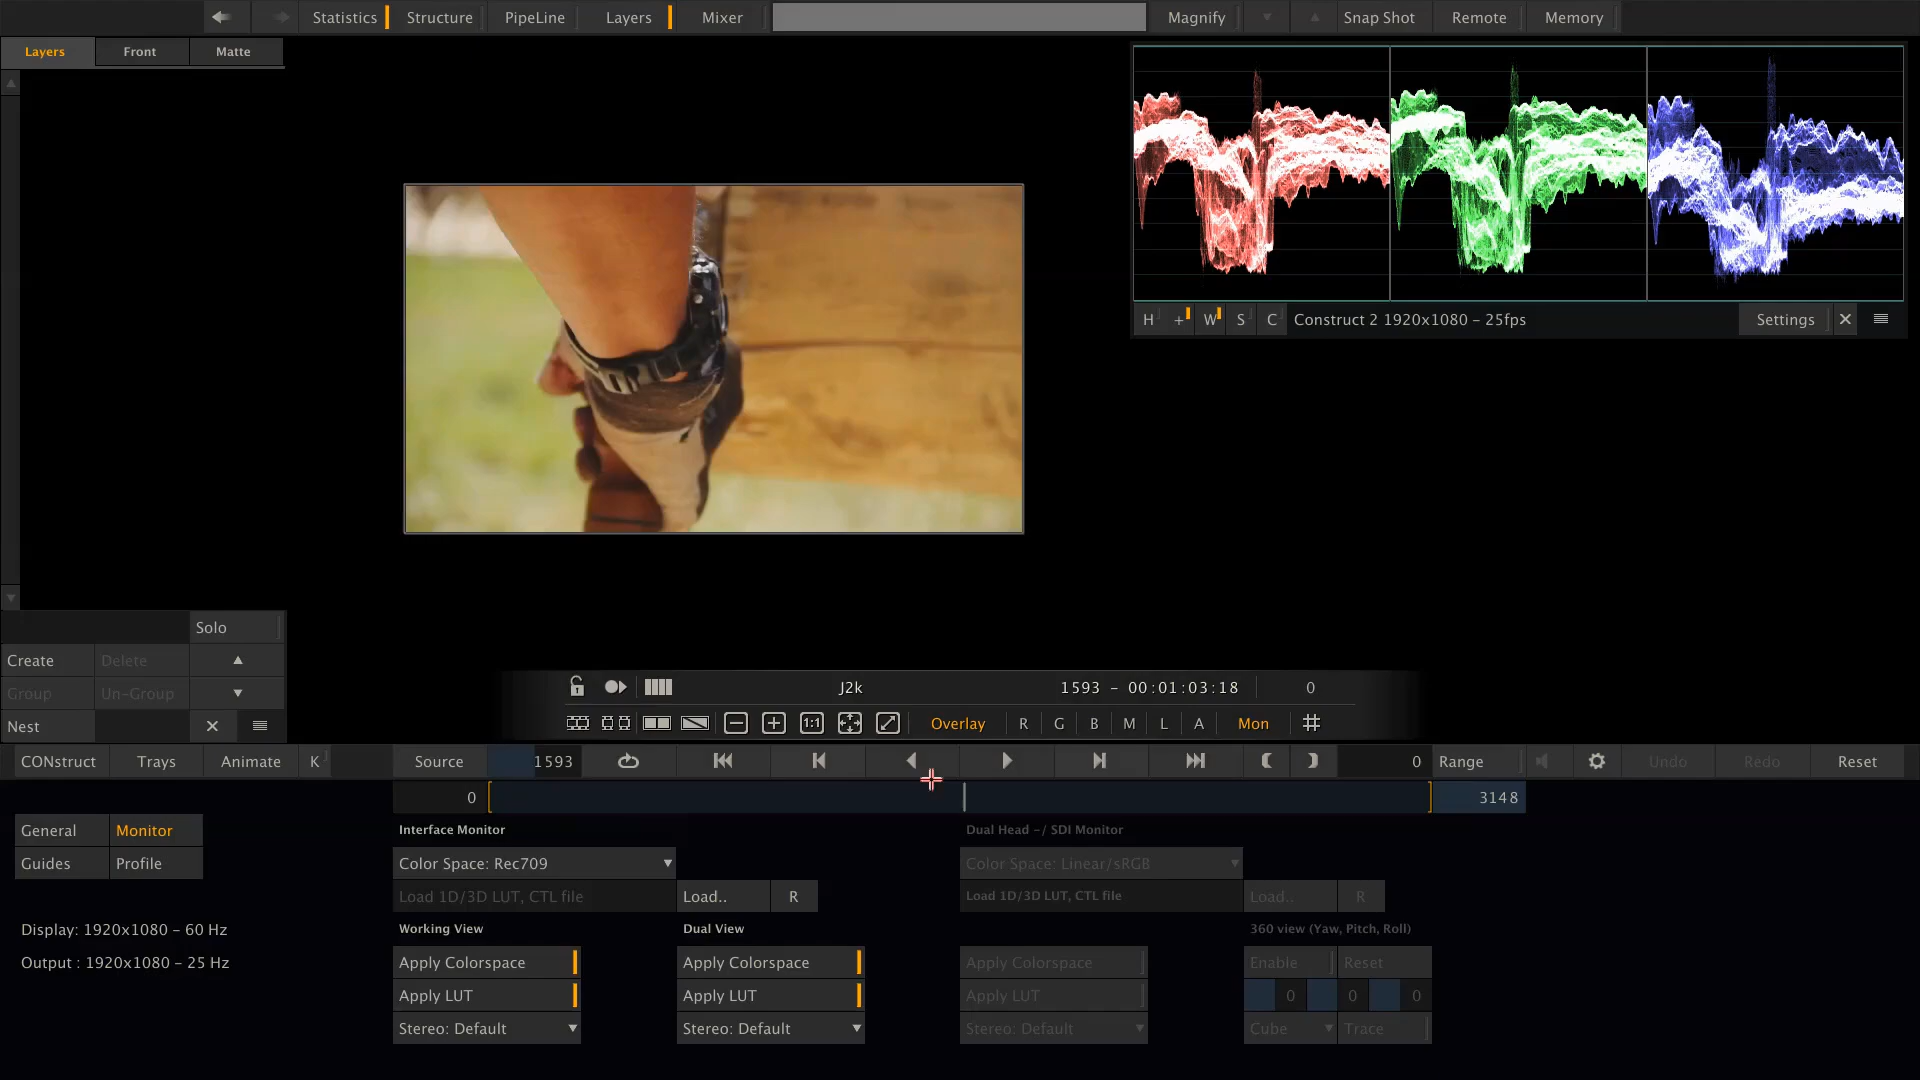 Statistics Structure PipeLine Layers Mixer Magnify Snap Shot Remote Memory
Layers Front Matte
H + W S C Construct 2 1920x1080 – 25fps Settings
Solo
Create Delete
Group Un-Group
Nest
J2k 1593 – 00:01:03:18 0
1:1 Overlay R G B M L A Mon
CONstruct Trays Animate K Source 1593 0 Range Undo Redo Reset
0 3148
General Monitor
Guides Profile
Display: 1920x1080 – 60 Hz
Output : 1920x1080 – 25 Hz
Interface Monitor
Color Space: Rec709
Load 1D/3D LUT, CTL file Load.. R
Working View Dual View
Apply Colorspace Apply Colorspace
Apply LUT Apply LUT
Stereo: Default Stereo: Default
Dual Head –/ SDI Monitor
Color Space: Linear/sRGB
Load 1D/3D LUT, CTL file Load.. R
360 view (Yaw, Pitch, Roll)
Apply Colorspace Enable Reset
Apply LUT 0 0 0
Stereo: Default Cube Trace